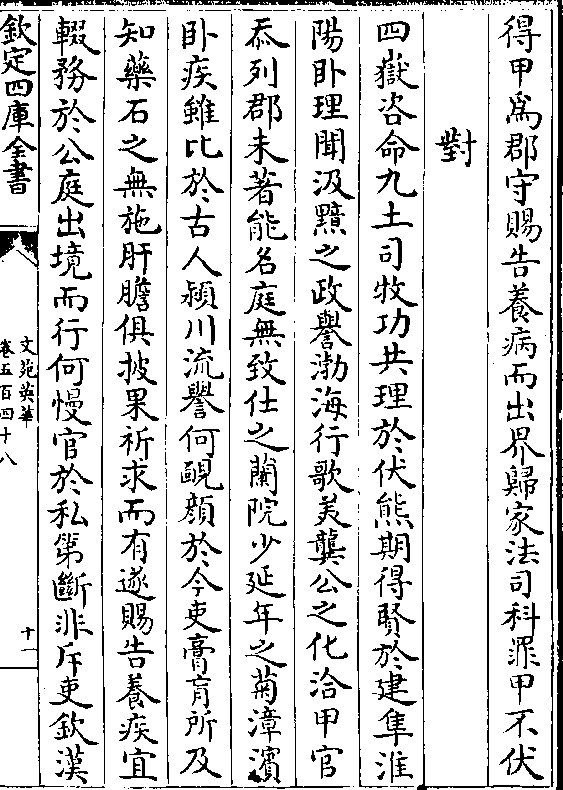 得甲爲郡守賜告養病而出界歸家法司科罪甲不伏
對
四嶽咨命九土司牧功共理於伏熊期得賢於建隼淮
陽卧理聞汲黯之政譽渤海行歌美龔公之化洽甲官
忝列郡未著能名庭無致仕之蘭院少延年之菊漳濱
卧疾雖比於古人潁川流譽何靦顔於今吏膏肓所及
知藥石之無施肝膽俱披果祈求而有遂賜告養疾宜
輟務於公庭出境而行何慢官於私第斷非斥吏欽漢
欽定四庫全書
文苑英華
卷五百四十八
十一